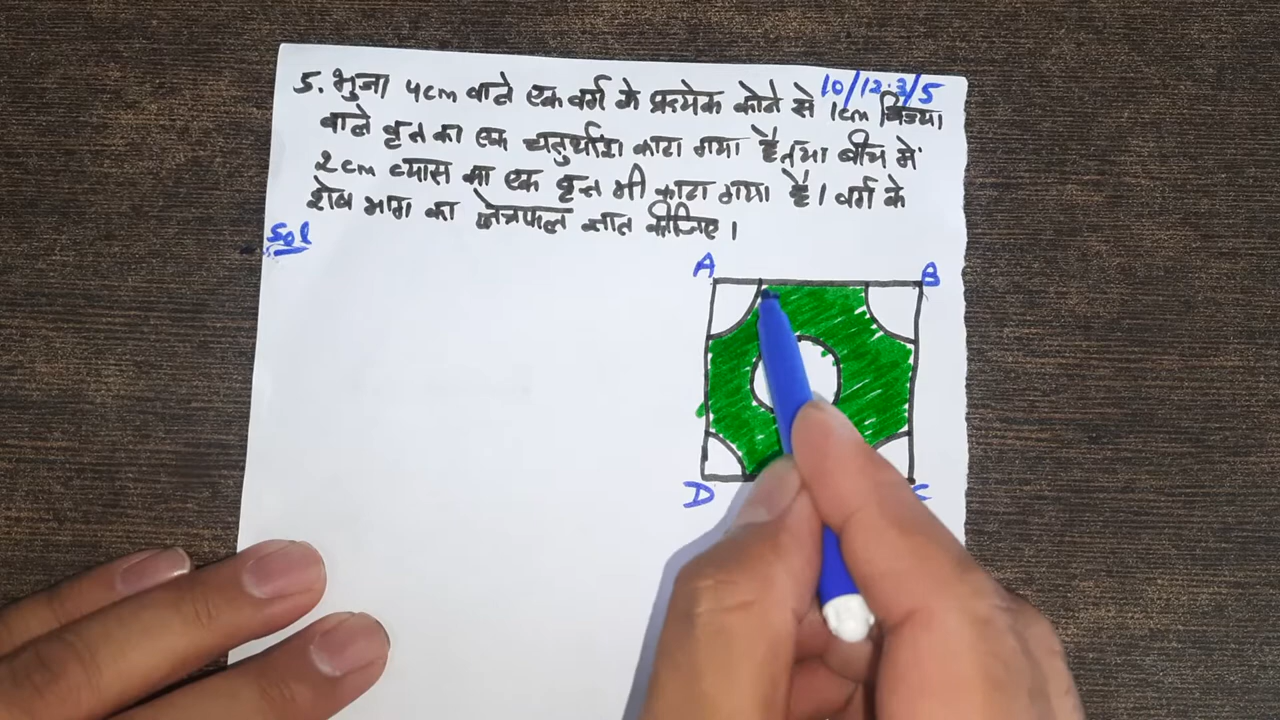 5. भुजा 4cm वाले एक वर्ग के प्रत्येक कोने से 1cm त्रिज्या
10/12.3/5
वाले वृत का एक चतुर्थांश काटा गया है तथा बीच में
2cm व्यास का एक वृत भी काटा गया है। वर्ग के
शेष भाग का क्षेत्रफल ज्ञात कीजिए।
Sol
A B
D C